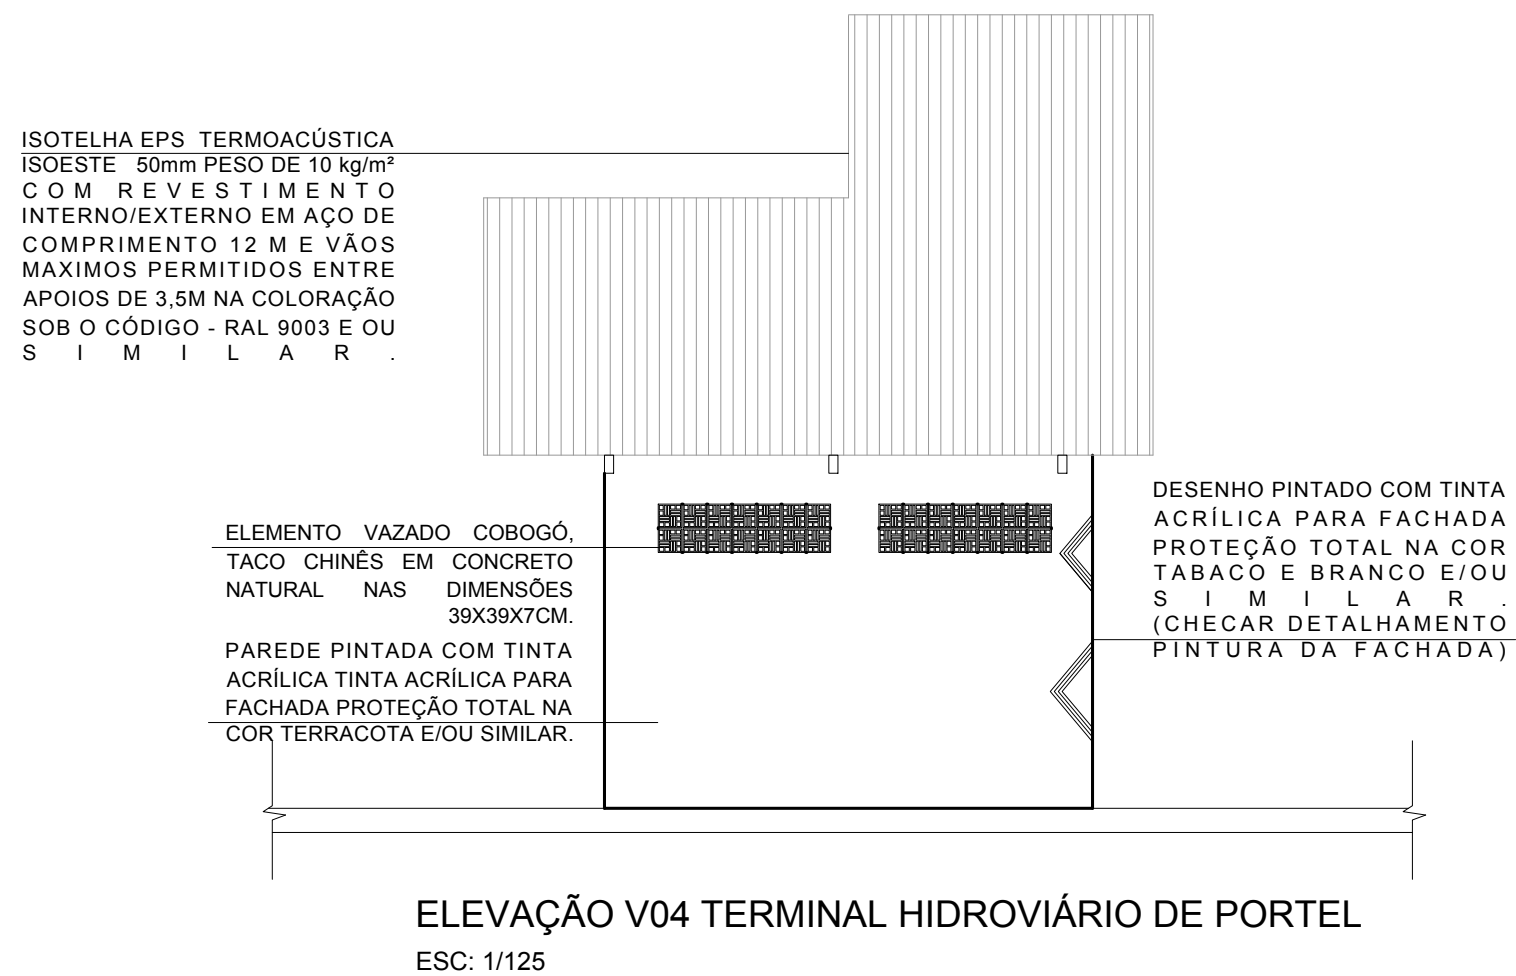 ISOTELHA EPS TERMOACÚSTICA
ISOESTE 50mm PESO DE 10 kg/m²
COM REVESTIMENTO
INTERNO/EXTERNO EM AÇO DE
COMPRIMENTO 12 M E VÃOS
MAXIMOS PERMITIDOS ENTRE
APOIOS DE 3,5M NA COLORAÇÃO
SOB O CÓDIGO - RAL 9003 E OU
SIMILAR.
ELEMENTO VAZADO COBOGÓ,
TACO CHINÊS EM CONCRETO
NATURAL NAS DIMENSÕES
39X39X7CM.
PAREDE PINTADA COM TINTA
ACRÍLICA TINTA ACRÍLICA PARA
FACHADA PROTEÇÃO TOTAL NA
COR TERRACOTA E/OU SIMILAR.
DESENHO PINTADO COM TINTA
ACRÍLICA PARA FACHADA
PROTEÇÃO TOTAL NA COR
TABACO E BRANCO E/OU
SIMILAR.
(CHECAR DETALHAMENTO
PINTURA DA FACHADA)
ELEVAÇÃO V04 TERMINAL HIDROVIÁRIO DE PORTEL
ESC: 1/125